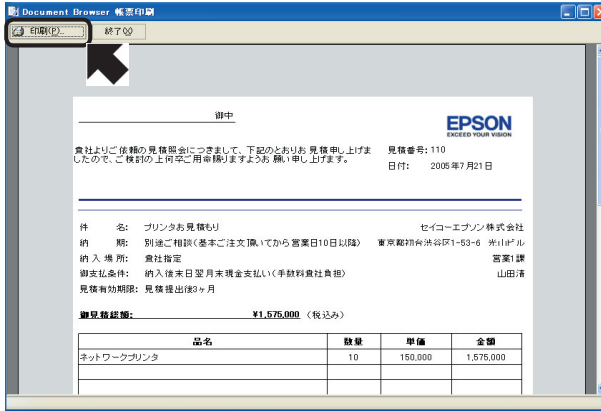 Document Browser 帳票印刷
印刷(P)... 終了(X)
御中
EPSON
EXCEED YOUR VISION
貴社よりご依頼の見積照会につきまして、下記のとおりお見積申し上げま
したので、ご検討の上何卒ご用命賜りますようお願い申し上げます。
見積番号: 110
日付: 2005年7月21日
件 名: プリンタお見積もり
セイコーエプソン株式会社
納 期: 別途ご相談(基本ご注文頂いてから営業日10日以降)
東京都初台渋谷区1-53-6 光山ビル
納入場所: 貴社指定
営業1課
御支払条件: 納入後末日翌月末現金支払い(手数料貴社負担)
山田清
見積有効期限: 見積提出後3ヶ月
御見積総額: ¥1,575,000 (税込み)
品名 数量 単価 金額
ネットワークプリンタ 10 150,000 1,575,000